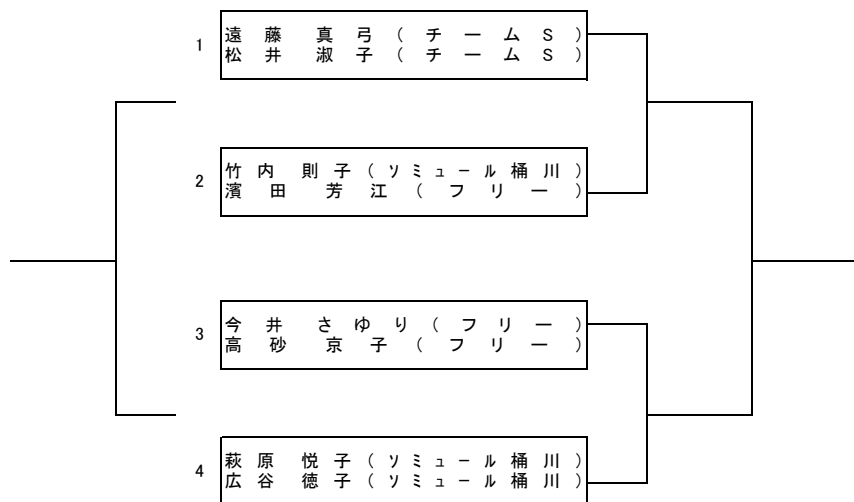 1
遠藤 真弓(チームS)
松井 淑子(チームS)
2
竹内 則子(ソミュール桶川)
濱田 芳江(フリー)
3
今井 さゆり(フリー)
高砂 京子(フリー)
4
萩原 悦子(ソミュール桶川)
広谷 徳子(ソミュール桶川)